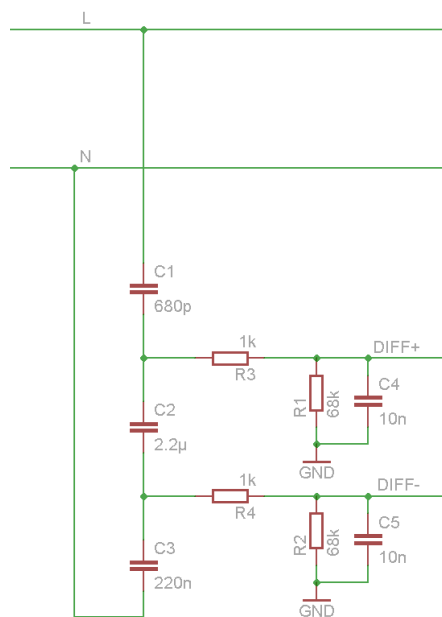 L
N
C1
680p
1k
R3
DIFF+
R1
68k
C4
10n
GND
C2
2.2µ
1k
R4
DIFF-
R2
68k
C5
10n
GND
C3
220n